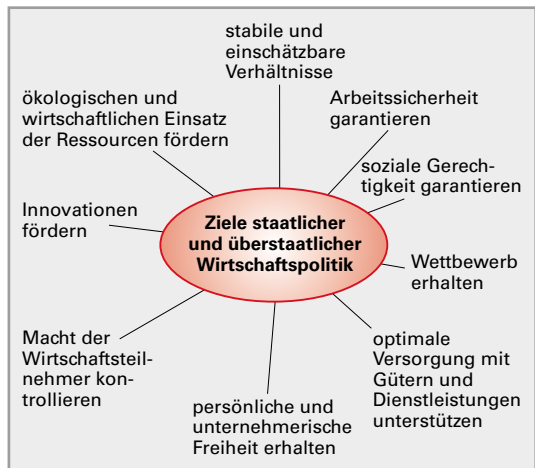 stabile und
einschätzbare
Verhältnisse
ökologischen und
wirtschaftlichen Einsatz
der Ressourcen fördern
Arbeitssicherheit
garantieren
soziale Gerech-
tigkeit garantieren
Innovationen
fördern
Ziele staatlicher
und überstaatlicher
Wirtschaftspolitik
Wettbewerb
erhalten
Macht der
Wirtschaftsteil-
nehmer kon-
trollieren
optimale
Versorgung mit
Gütern und
Dienstleistungen
unterstützen
persönliche und
unternehmerische
Freiheit erhalten